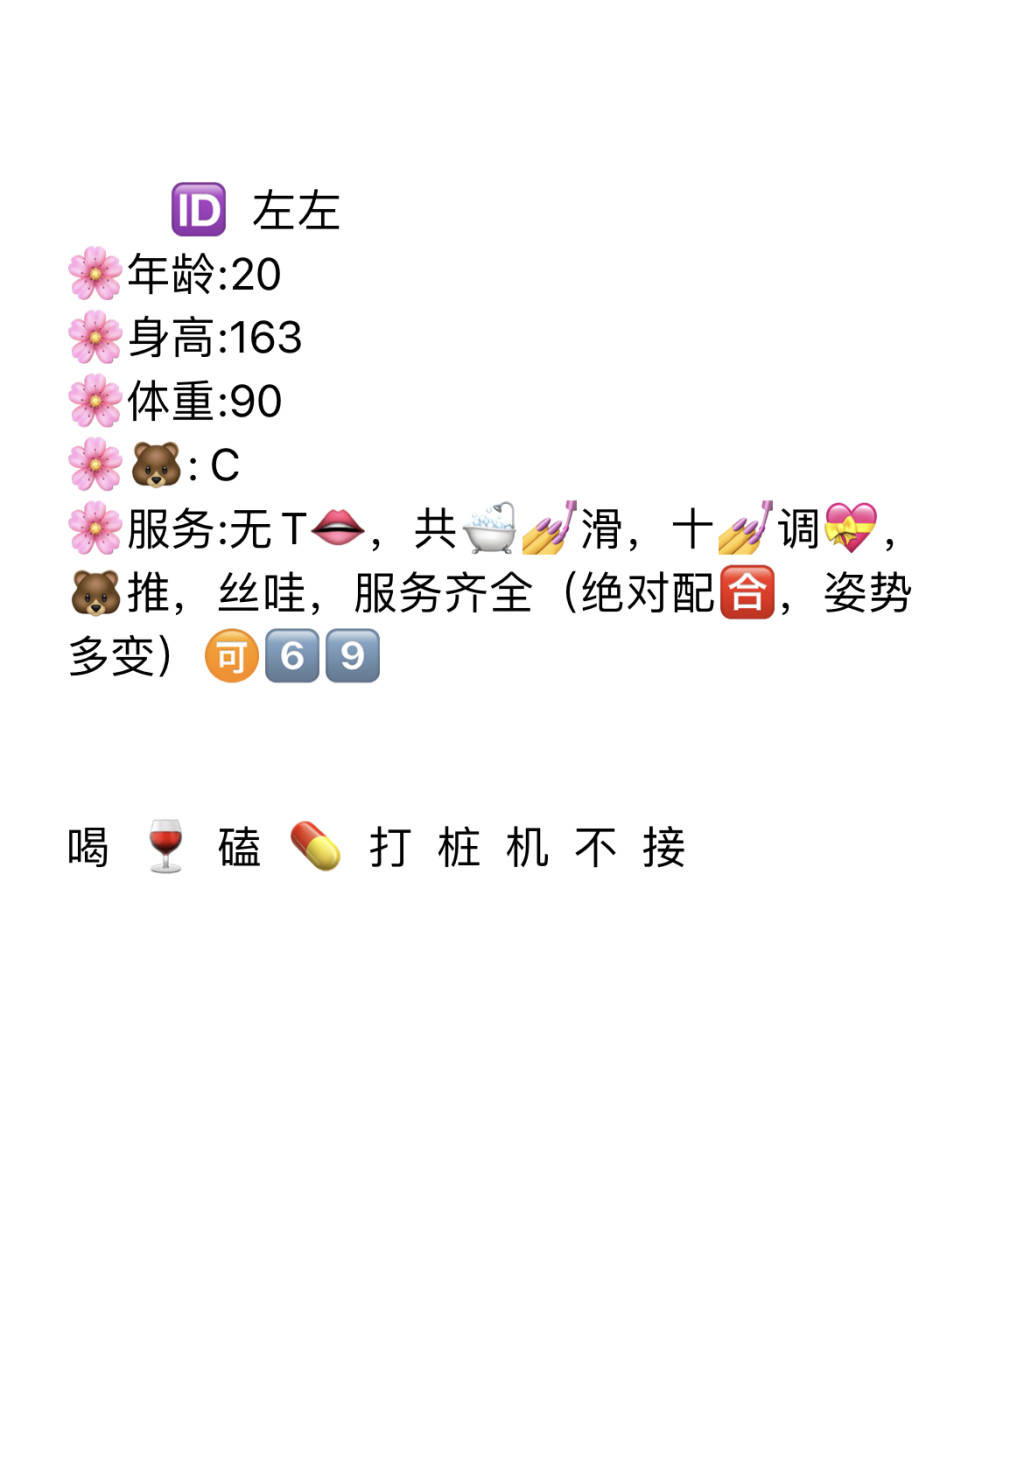 🆔 左左
🌸年龄:20
🌸身高:163
🌸体重:90
🌸🐻: C
🌸服务:无 T👄，共🛀💅滑，十💅调💝，
🐻推，丝哇，服务齐全（绝对配🈴，姿势
多变）🉑6️⃣9️⃣
喝 🍷 磕 💊 打 桩 机 不 接